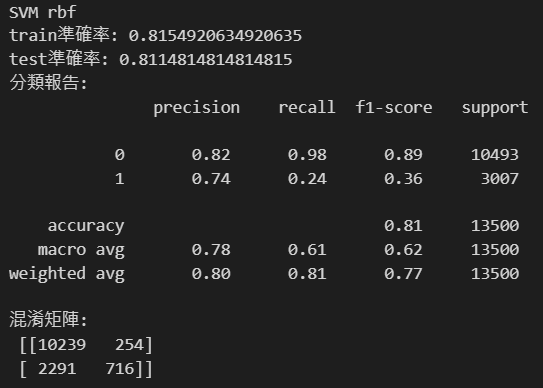 SVM rbf
train準確率: 0.8154920634920635
test準確率: 0.8114814814814815
分類報告:
precision recall f1-score support
0 0.82 0.98 0.89 10493
1 0.74 0.24 0.36 3007
accuracy 0.81 13500
macro avg 0.78 0.61 0.62 13500
weighted avg 0.80 0.81 0.77 13500
混淆矩陣:
[[10239 254]
[ 2291 716]]